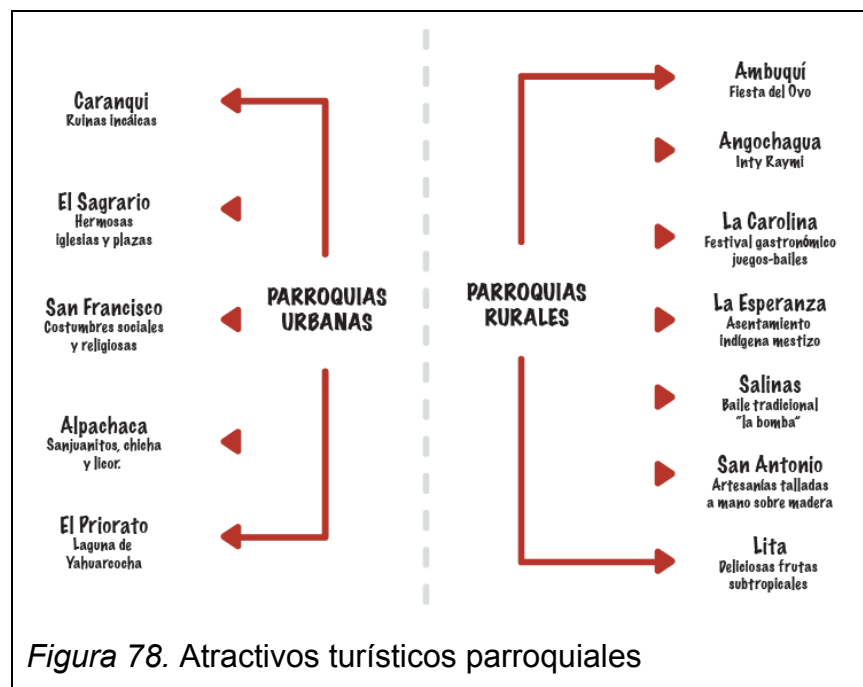 Caranqui
Ruinas incáicas
El Sagrario
Hermosas
iglesias y plazas
San Francisco
Costumbres sociales
y religiosas
Alpachaca
Sanjuanitos, chicha
y licor.
El Priorato
Laguna de
Yahuarcocha
PARROQUIAS
URBANAS
PARROQUIAS
RURALES
Ambuquí
Fiesta del Ovo
Angochagua
Inty Raymi
La Carolina
Festival gastronómico
juegos-bailes
La Esperanza
Asentamiento
indígena mestizo
Salinas
Baile tradicional
"la bomba"
San Antonio
Artesanías talladas
a mano sobre madera
Lita
Deliciosas frutas
subtropicales
Figura 78. Atractivos turísticos parroquiales